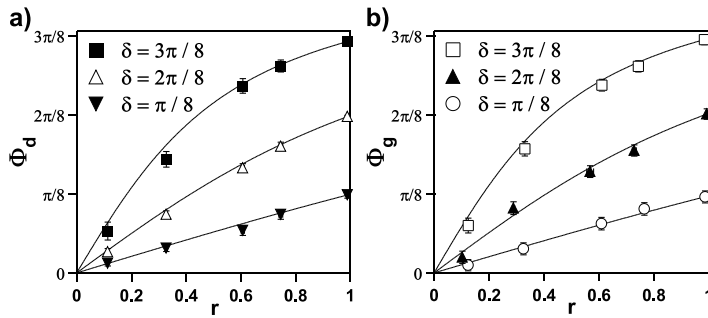 a)
3π/8
2π/8
π/8
0
Φd
δ = 3π / 8
δ = 2π / 8
δ = π / 8
0 0.2 0.4 0.6 0.8 1
r
b)
3π/8
2π/8
π/8
0
Φg
δ = 3π / 8
δ = 2π / 8
δ = π / 8
0 0.2 0.4 0.6 0.8 1
r